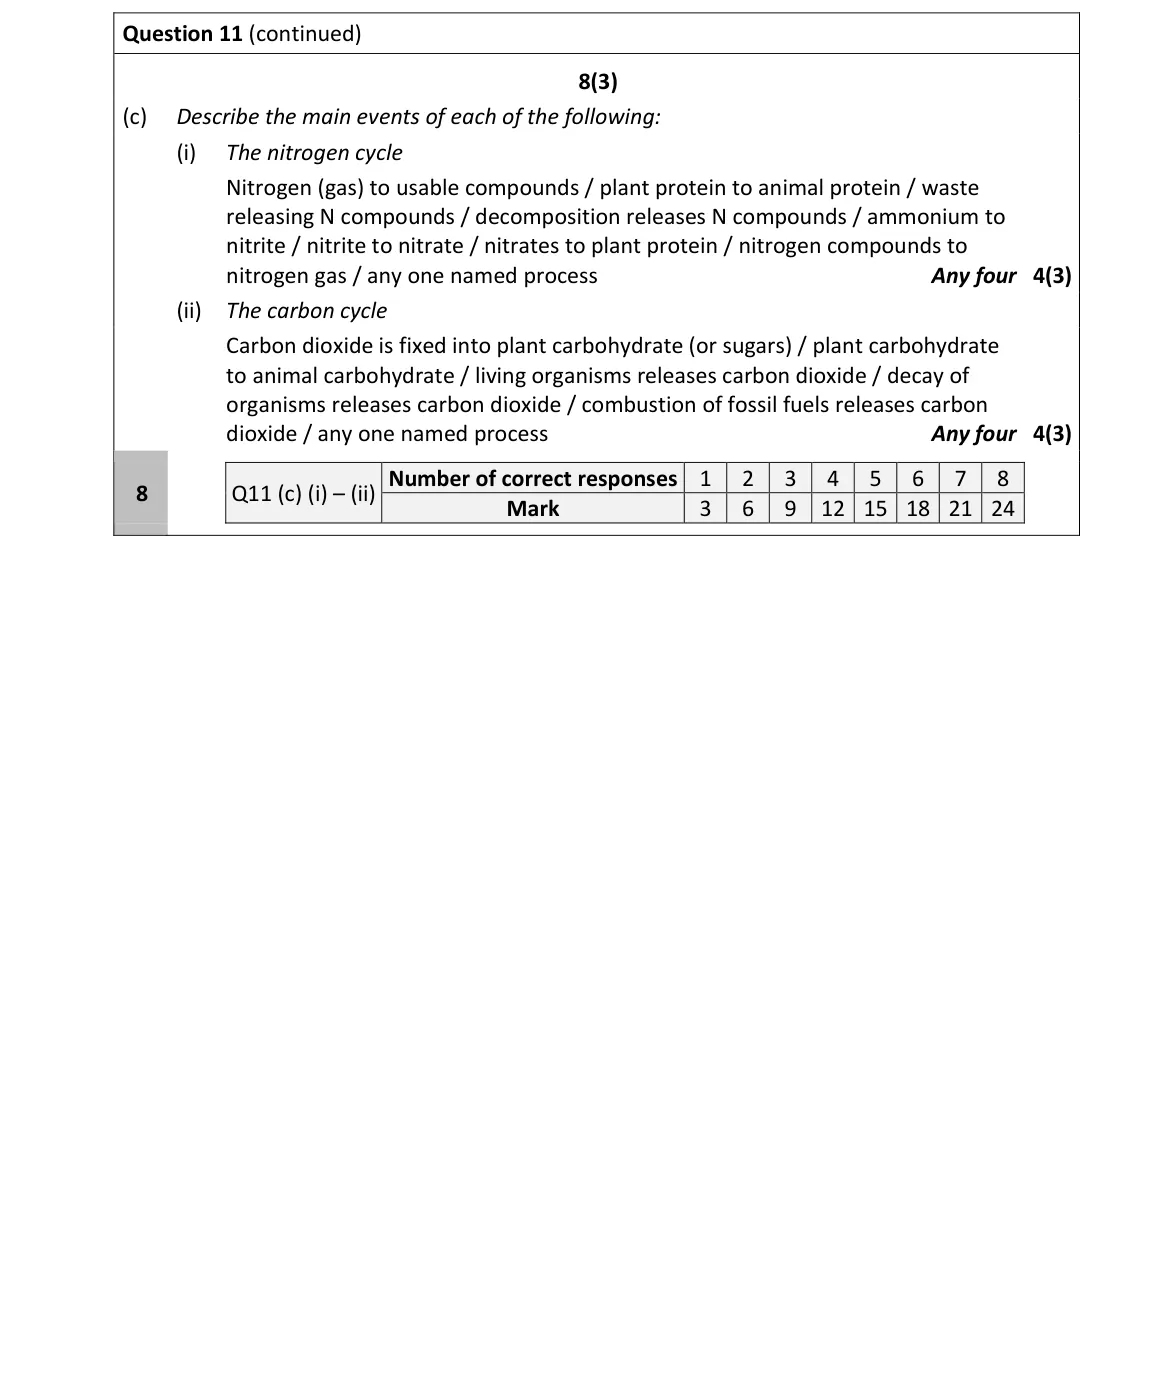 Question 11 (continued)
8(3)
(c) Describe the main events of each of the following:
(i) The nitrogen cycle
Nitrogen (gas) to usable compounds / plant protein to animal protein / waste
releasing N compounds / decomposition releases N compounds / ammonium to
nitrite / nitrite to nitrate / nitrates to plant protein / nitrogen compounds to
nitrogen gas / any one named process Any four 4(3)
(ii) The carbon cycle
Carbon dioxide is fixed into plant carbohydrate (or sugars) / plant carbohydrate
to animal carbohydrate / living organisms releases carbon dioxide / decay of
organisms releases carbon dioxide / combustion of fossil fuels releases carbon
dioxide / any one named process Any four 4(3)
8 Q11 (c) (i) – (ii) Number of correct responses 1 2 3 4 5 6 7 8
Mark 3 6 9 12 15 18 21 24